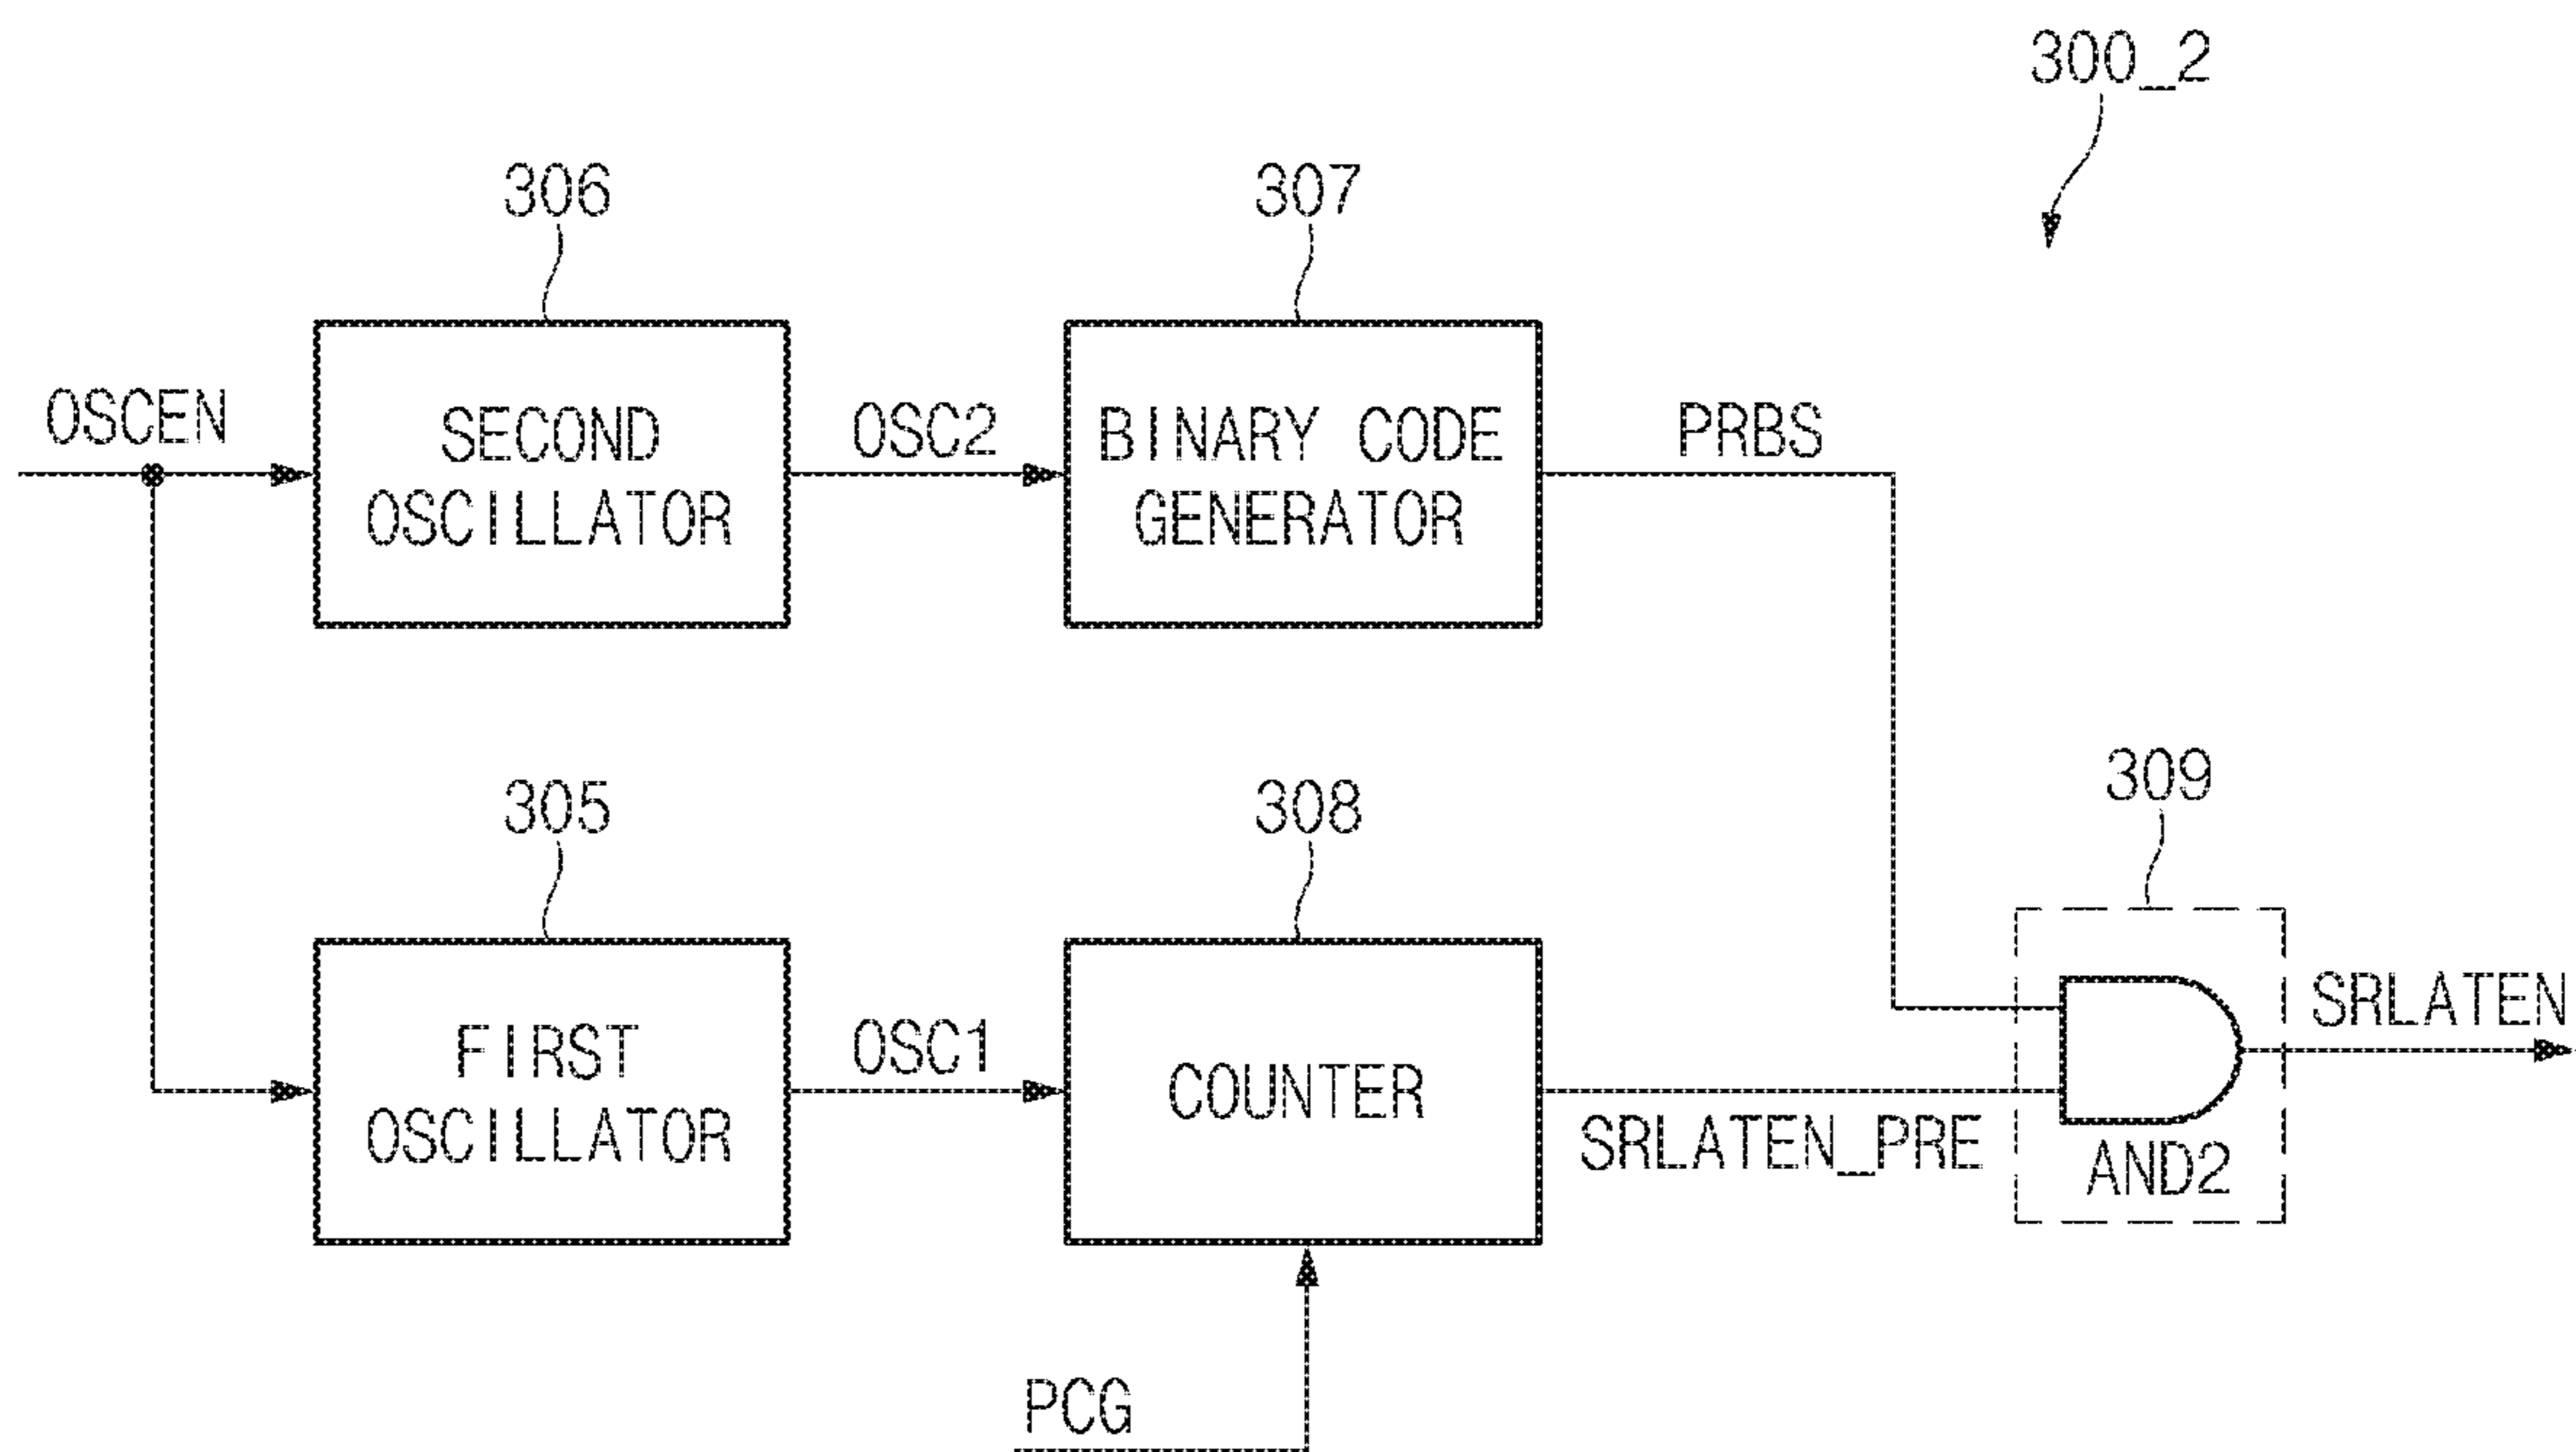 300_2
306
307
OSCEN
SECOND
OSCILLATOR
OSC2
BINARY CODE
GENERATOR
PRBS
305
308
309
FIRST
OSCILLATOR
OSC1
COUNTER
SRLATEN_PRE
AND2
SRLATEN
PCG